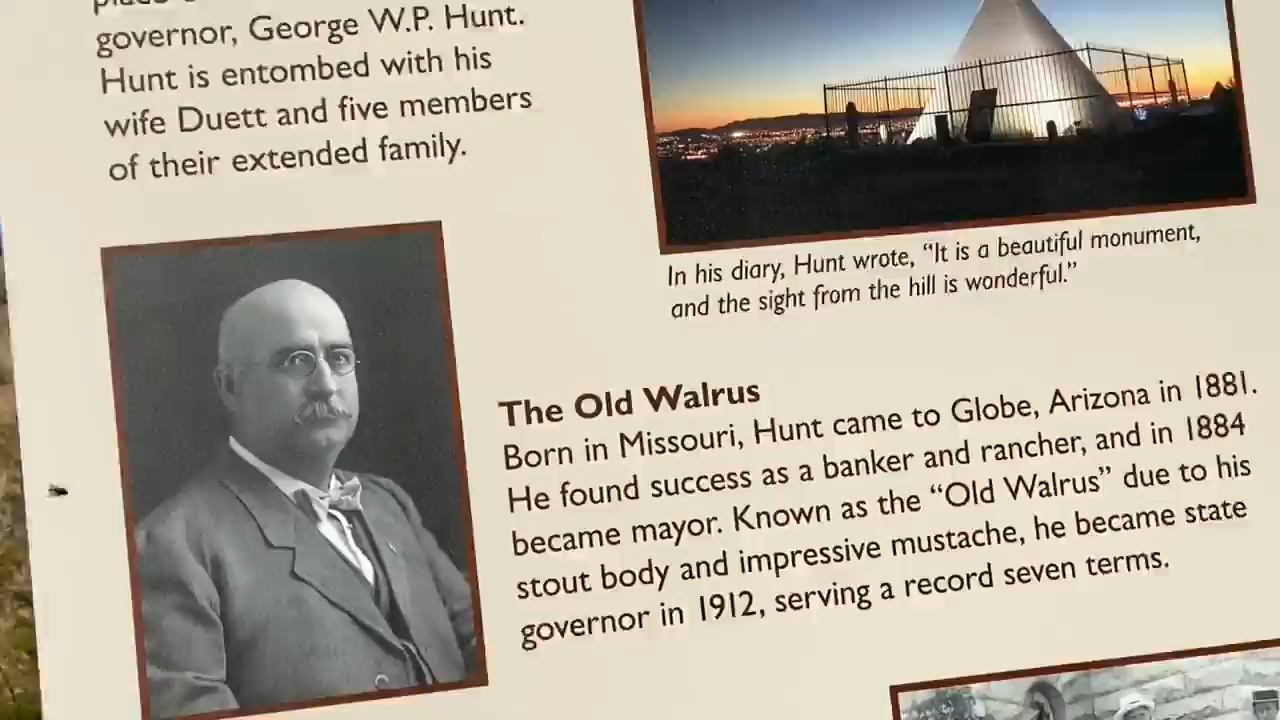 governor, George W.P. Hunt.
Hunt is entombed with his
wife Duett and five members
of their extended family.
In his diary, Hunt wrote, “It is a beautiful monument,
and the sight from the hill is wonderful.”
The Old Walrus
Born in Missouri, Hunt came to Globe, Arizona in 1881.
He found success as a banker and rancher, and in 1884
became mayor. Known as the “Old Walrus” due to his
stout body and impressive mustache, he became state
governor in 1912, serving a record seven terms.